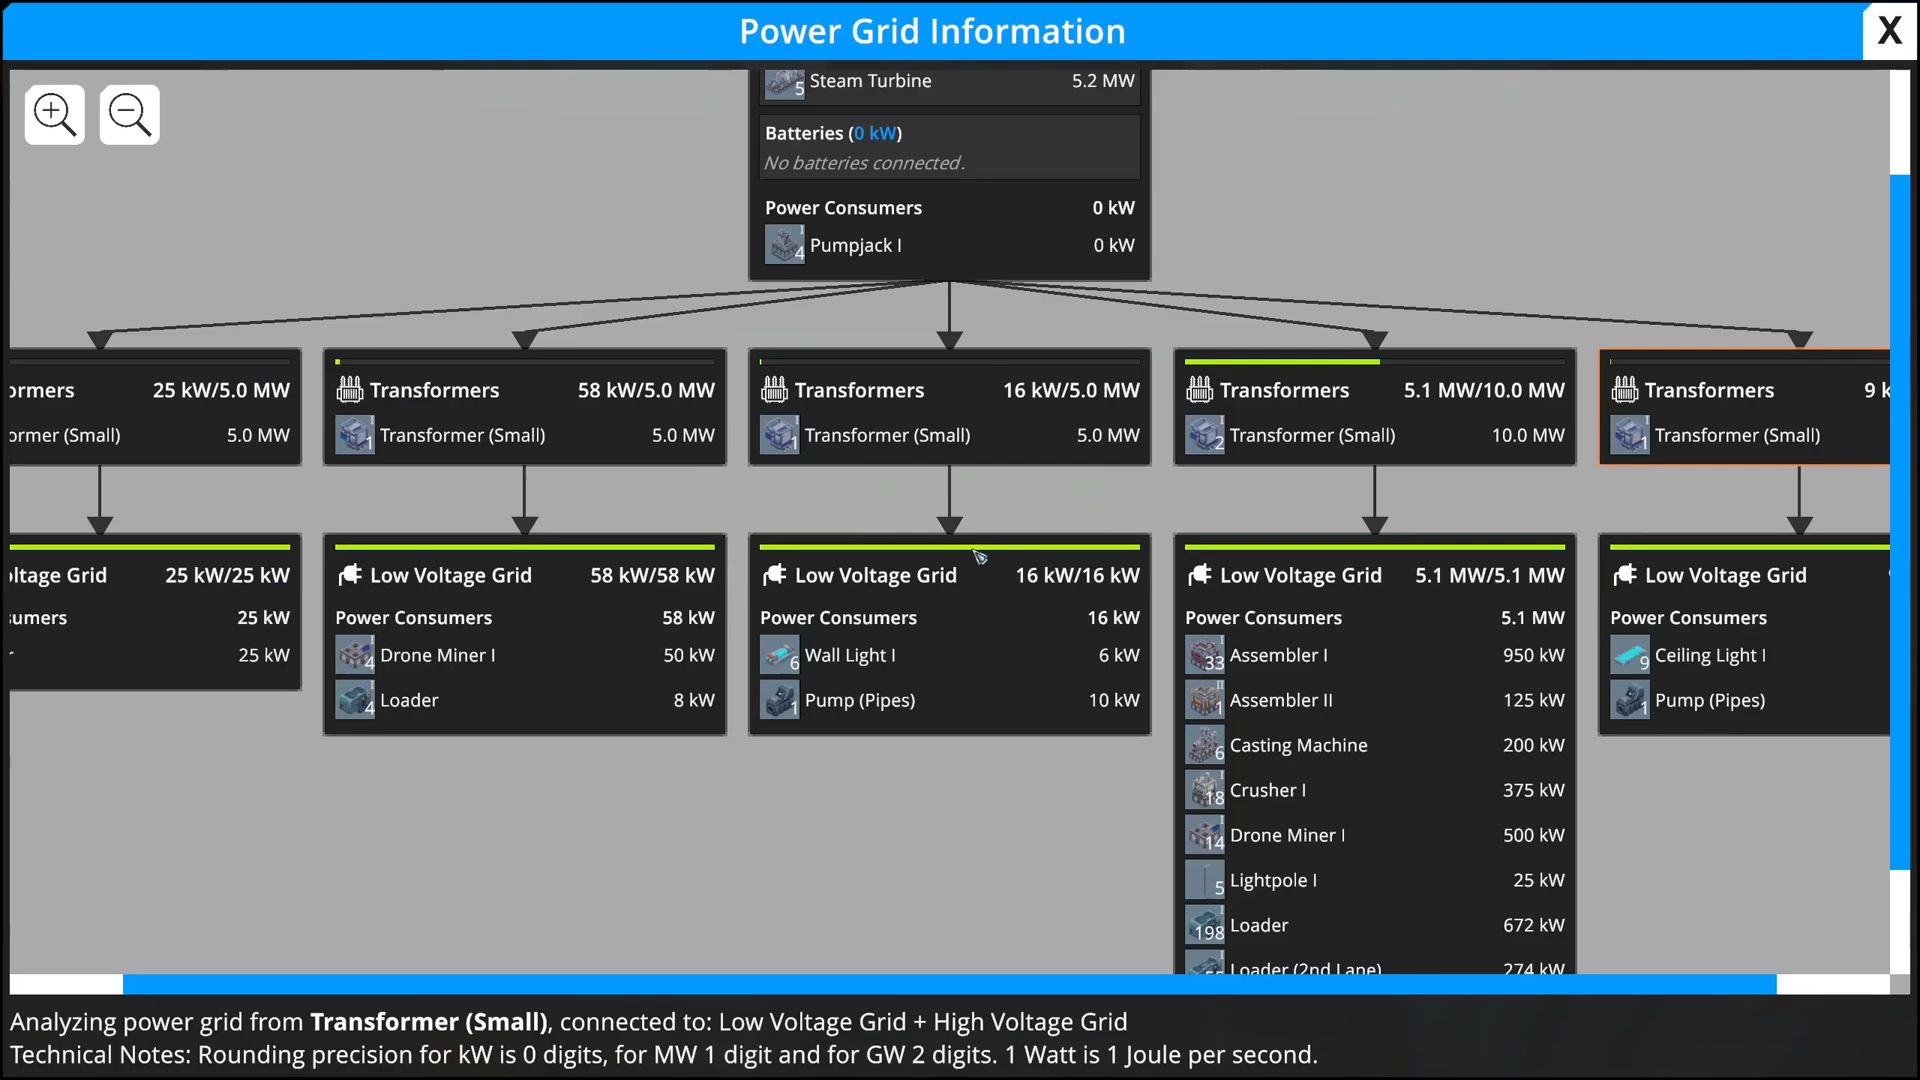 Power Grid Information
X
5 Steam Turbine 5.2 MW
Batteries (0 kW)
No batteries connected.
Power Consumers 0 kW
I 4 Pumpjack I 0 kW
ormers 25 kW/5.0 MW
ormer (Small) 5.0 MW
Transformers 58 kW/5.0 MW
I 1 Transformer (Small) 5.0 MW
Transformers 16 kW/5.0 MW
I 1 Transformer (Small) 5.0 MW
Transformers 5.1 MW/10.0 MW
I 2 Transformer (Small) 10.0 MW
Transformers 9 k
I 1 Transformer (Small)
oltage Grid 25 kW/25 kW
sumers 25 kW
r 25 kW
Low Voltage Grid 58 kW/58 kW
Power Consumers 58 kW
I 4 Drone Miner I 50 kW
I 4 Loader 8 kW
Low Voltage Grid 16 kW/16 kW
Power Consumers 16 kW
I 6 Wall Light I 6 kW
I 1 Pump (Pipes) 10 kW
Low Voltage Grid 5.1 MW/5.1 MW
Power Consumers 5.1 MW
I 33 Assembler I 950 kW
II 1 Assembler II 125 kW
I 6 Casting Machine 200 kW
I 18 Crusher I 375 kW
I 14 Drone Miner I 500 kW
I 5 Lightpole I 25 kW
I 198 Loader 672 kW
I Loader (2nd Lane) 274 kW
Low Voltage Grid
Power Consumers
I 9 Ceiling Light I
I 1 Pump (Pipes)
Analyzing power grid from Transformer (Small), connected to: Low Voltage Grid + High Voltage Grid
Technical Notes: Rounding precision for kW is 0 digits, for MW 1 digit and for GW 2 digits. 1 Watt is 1 Joule per second.